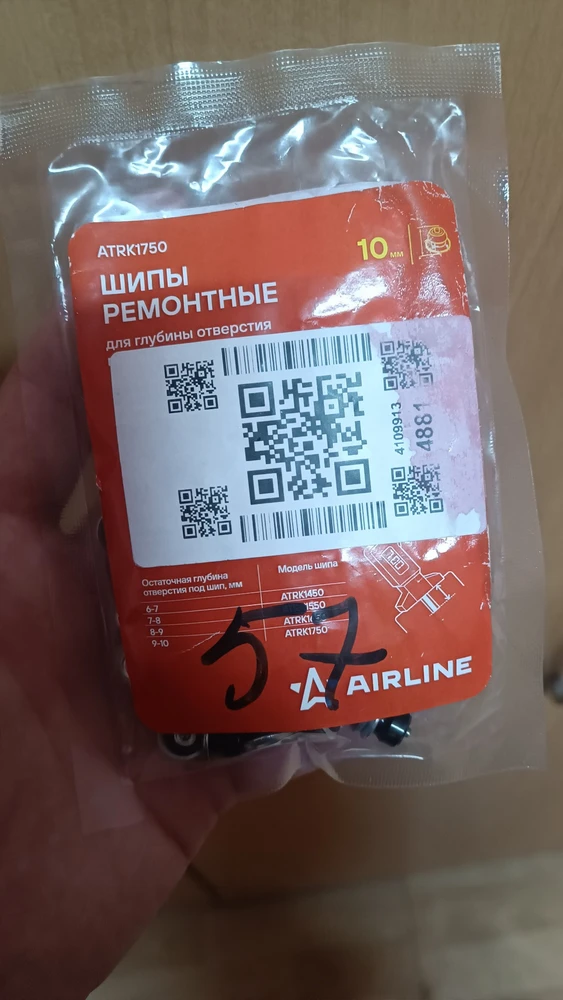 ATRK1750
10 мм
ШИПЫ
РЕМОНТНЫЕ
для глубины отверстия
4109913
4881
Остаточная глубина
отверстия под шип, мм
Модель шипа
6-7
ATRK1450
7-8
1550
8-9
9-10
ATRK1750
57
AIRLINE